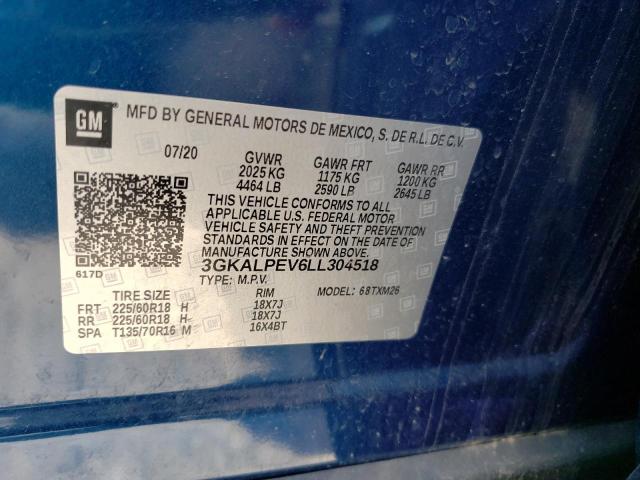 GM
MFD BY GENERAL MOTORS DE MEXICO, S. DE R.L. DE C.V.
07/20 GVWR GAWR FRT GAWR RR
2025 KG 1175 KG 1200 KG
4464 LB 2590 LB 2645 LB
THIS VEHICLE CONFORMS TO ALL
APPLICABLE U.S. FEDERAL MOTOR
VEHICLE SAFETY AND THEFT PREVENTION
STANDARDS IN EFFECT ON THE DATE
OF MANUFACTURE SHOWN ABOVE.
617D 3GKALPEV6LL304518
TYPE: M.P.V. MODEL: 6BTXM26
TIRE SIZE RIM
FRT 225/60R18 H 18X7J
RR 225/60R18 H 18X7J
SPA T135/70R16 M 16X4BT